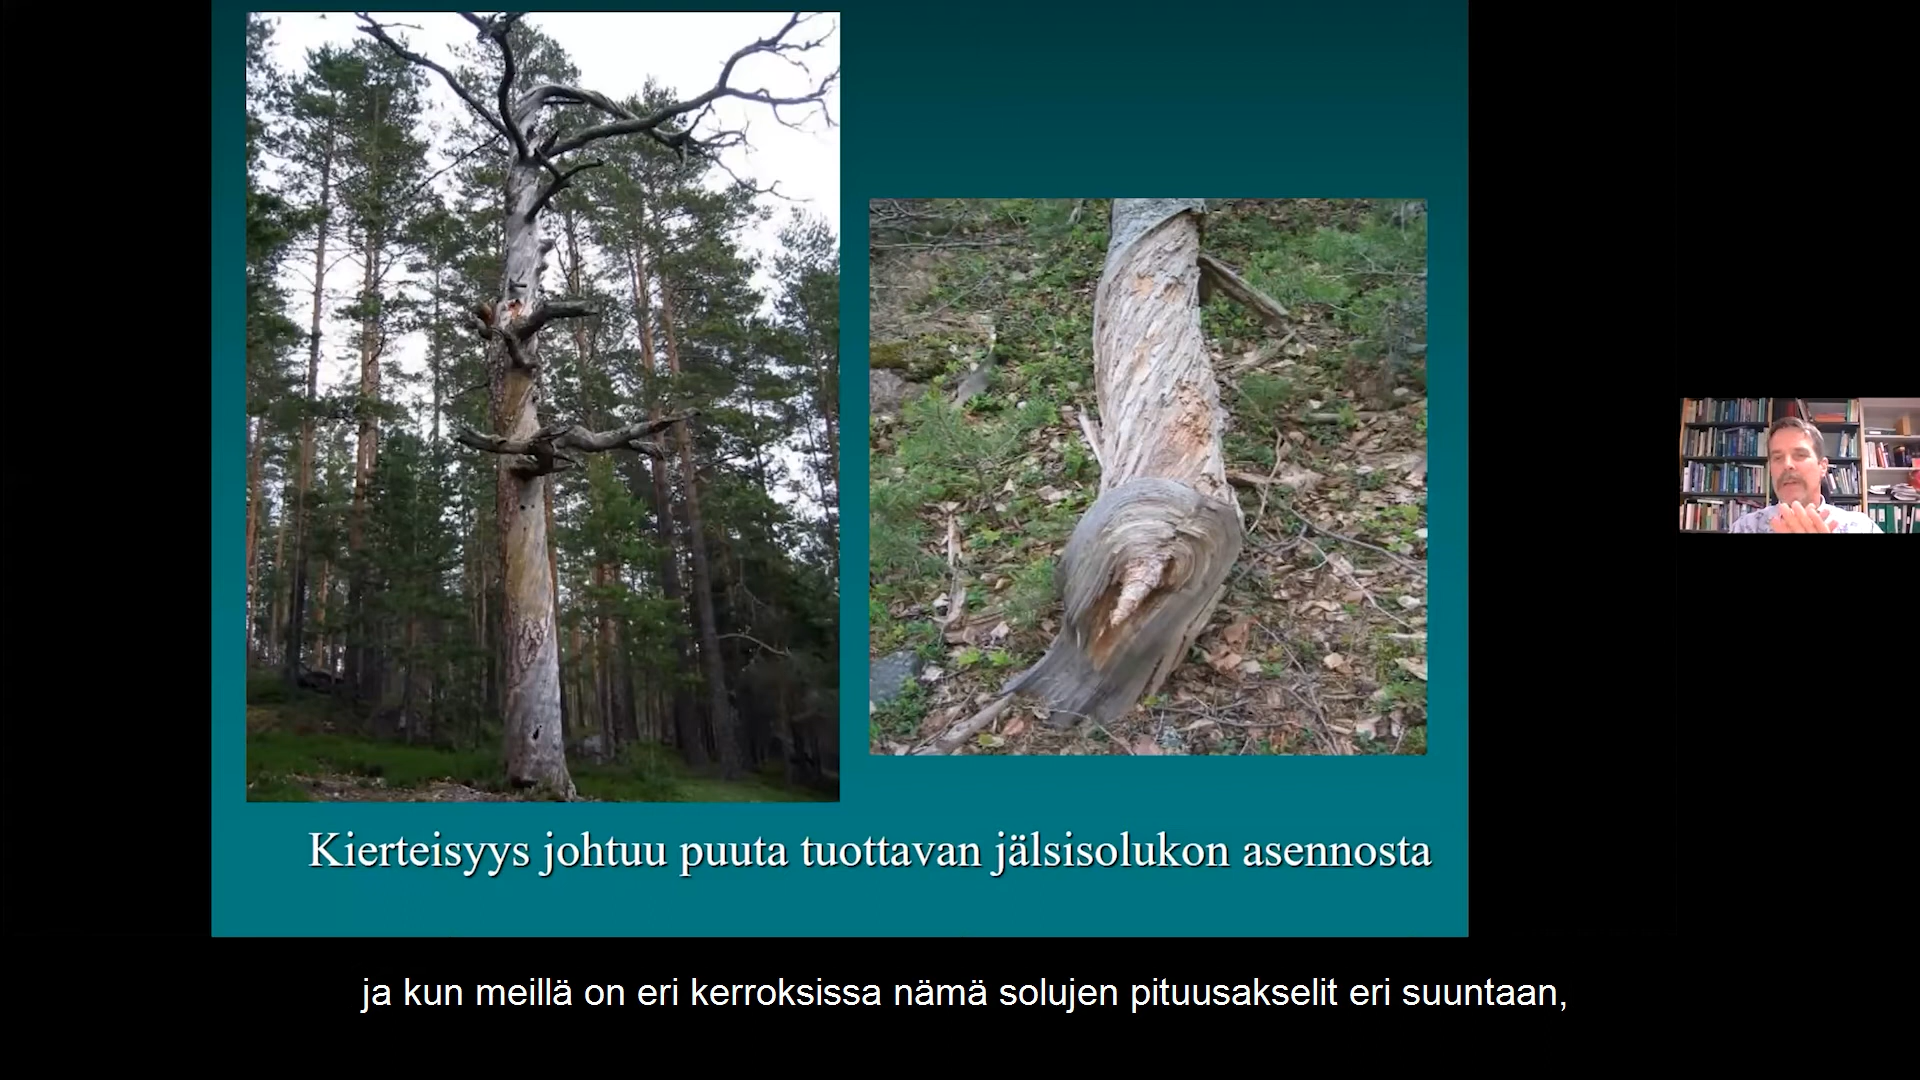 Kierteisyys johtuu puuta tuottavan jälsisolukon asennosta
ja kun meillä on eri kerroksissa nämä solujen pituusakselit eri suuntaan,